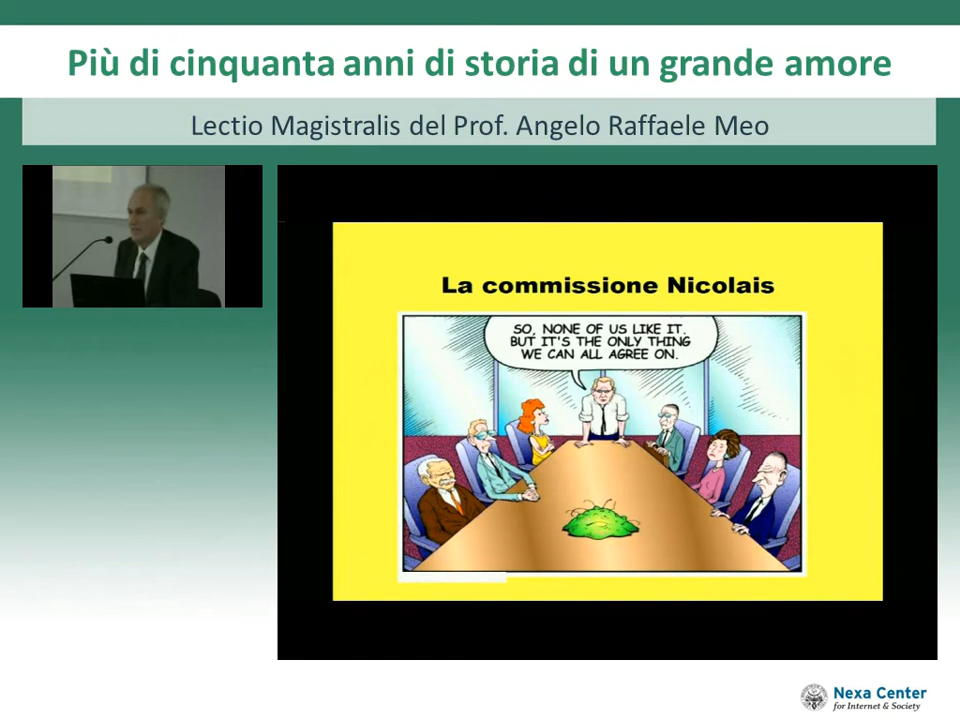 Più di cinquanta anni di storia di un grande amore
Lectio Magistralis del Prof. Angelo Raffaele Meo
La commissione Nicolais
SO, NONE OF US LIKE IT.
BUT IT'S THE ONLY THING
WE CAN ALL AGREE ON.
Nexa Center
for Internet & Society